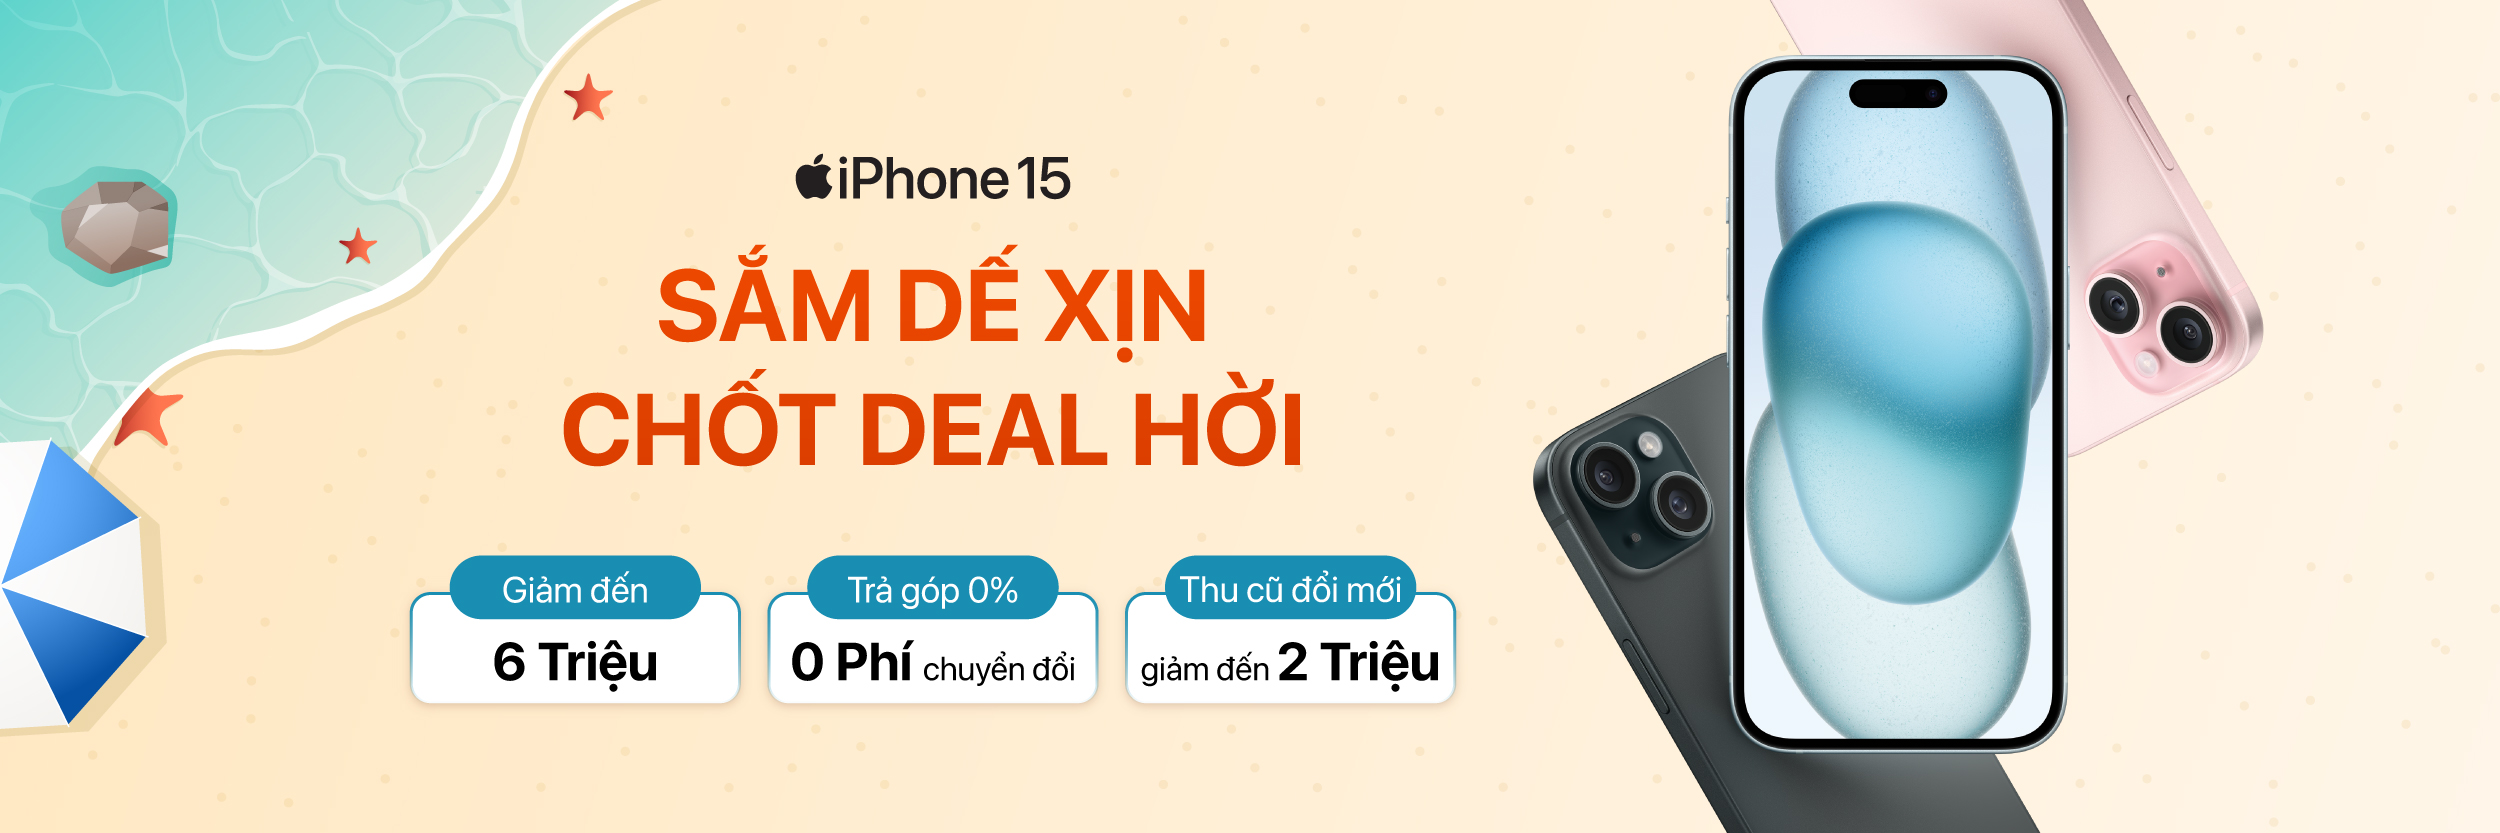 iPhone 15
SẮM DẾ XỊN
CHỐT DEAL HỜI
Giảm đến
6 Triệu
Trả góp 0%
0 Phí chuyển đổi
Thu cũ đổi mới
giảm đến 2 Triệu